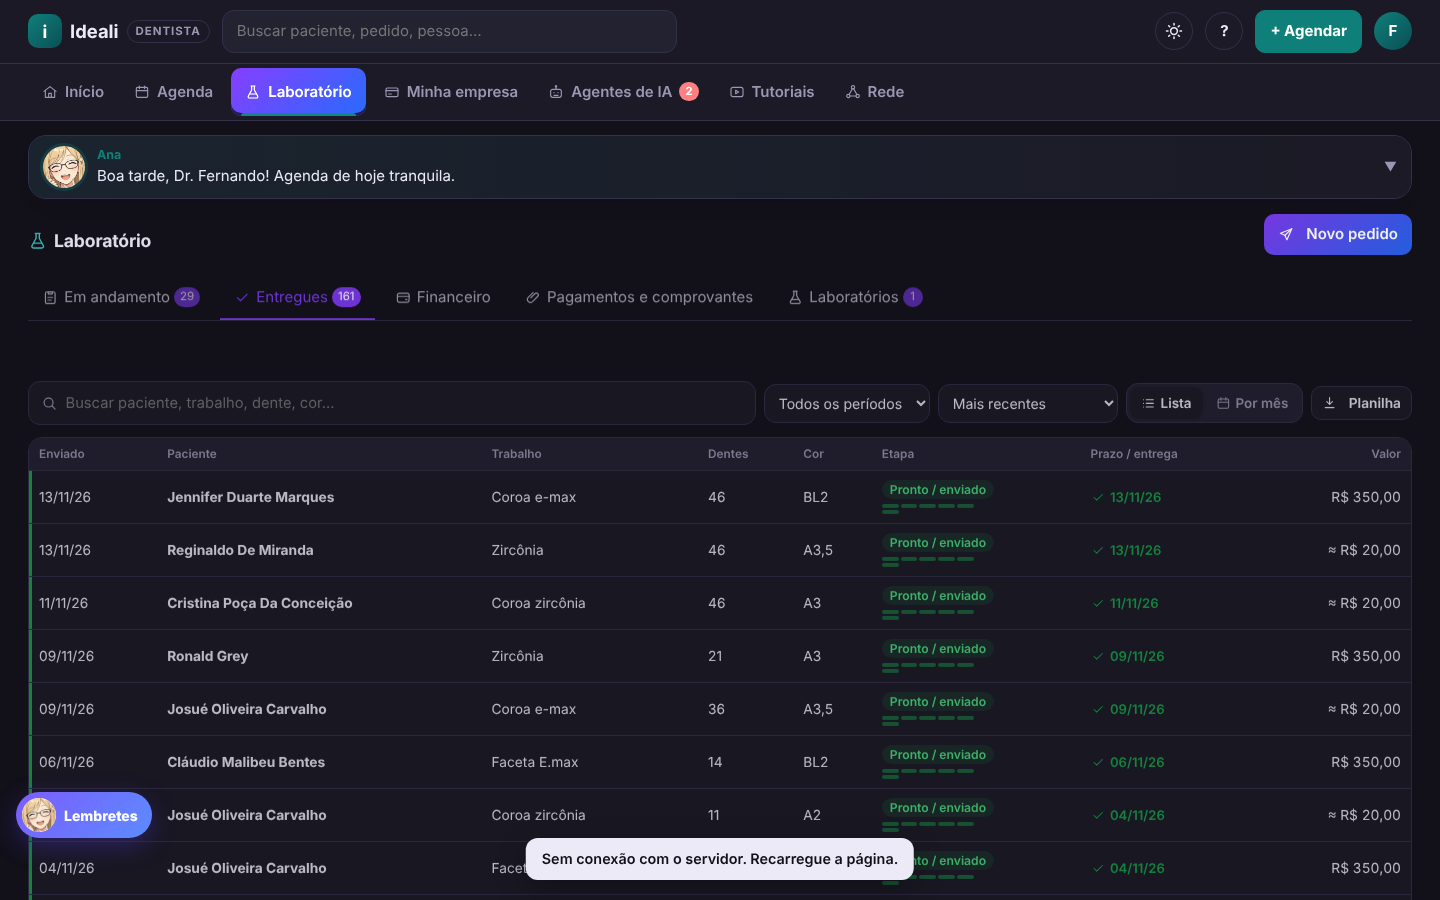 i Ideali DENTISTA Buscar paciente, pedido, pessoa... ? + Agendar F
Início Agenda Laboratório Minha empresa Agentes de IA 2 Tutoriais Rede
Ana
Boa tarde, Dr. Fernando! Agenda de hoje tranquila.
Laboratório Novo pedido
Em andamento 29 Entregues 161 Financeiro Pagamentos e comprovantes Laboratórios 1
Buscar paciente, trabalho, dente, cor... Todos os períodos Mais recentes Lista Por mês Planilha
Enviado Paciente Trabalho Dentes Cor Etapa Prazo / entrega Valor
13/11/26 Jennifer Duarte Marques Coroa e-max 46 BL2 Pronto / enviado ✓ 13/11/26 R$ 350,00
13/11/26 Reginaldo De Miranda Zircônia 46 A3,5 Pronto / enviado ✓ 13/11/26 ≈ R$ 20,00
11/11/26 Cristina Poça Da Conceição Coroa zircônia 46 A3 Pronto / enviado ✓ 11/11/26 ≈ R$ 20,00
09/11/26 Ronald Grey Zircônia 21 A3 Pronto / enviado ✓ 09/11/26 R$ 350,00
09/11/26 Josué Oliveira Carvalho Coroa e-max 36 A3,5 Pronto / enviado ✓ 09/11/26 ≈ R$ 20,00
06/11/26 Cláudio Malibeu Bentes Faceta E.max 14 BL2 Pronto / enviado ✓ 06/11/26 R$ 350,00
Lembretes Josué Oliveira Carvalho Coroa zircônia 11 A2 Pronto / enviado ✓ 04/11/26 ≈ R$ 20,00
04/11/26 Josué Oliveira Carvalho / enviado ✓ 04/11/26 R$ 350,00
Sem conexão com o servidor. Recarregue a página.